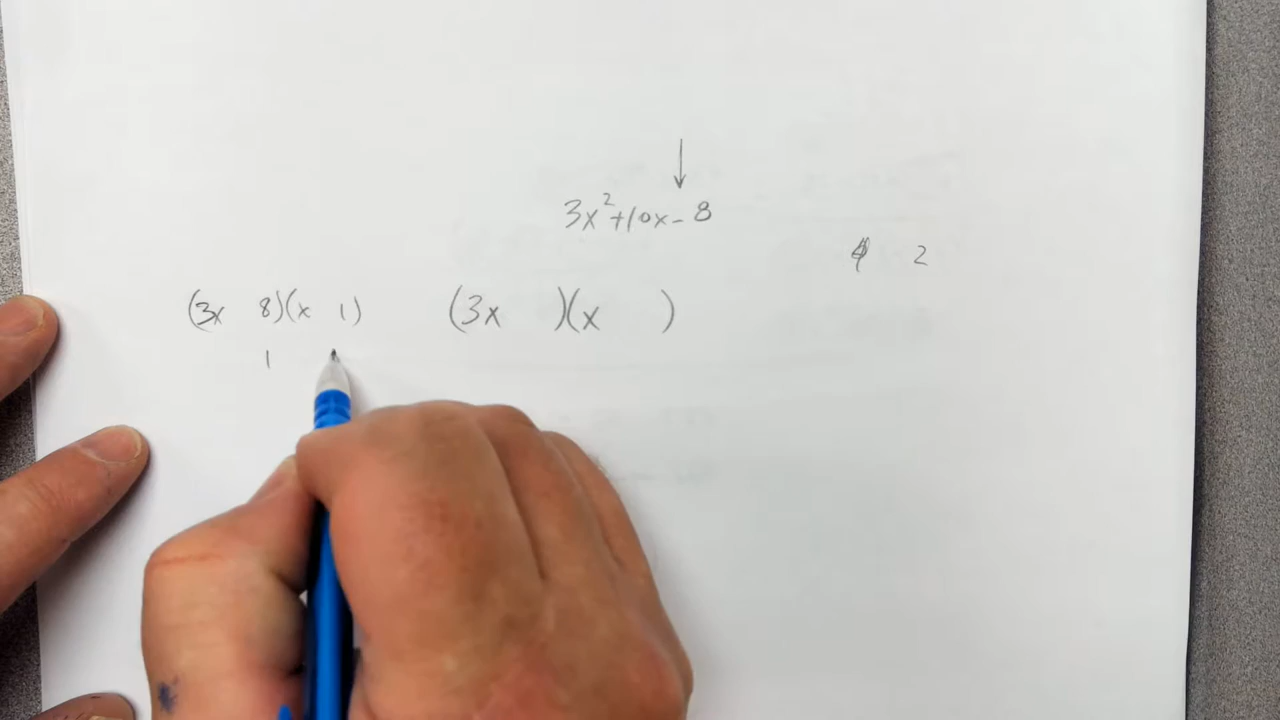 3x²+10x-8
4 2
(3x 8)(x 1) (3x )(x )
1